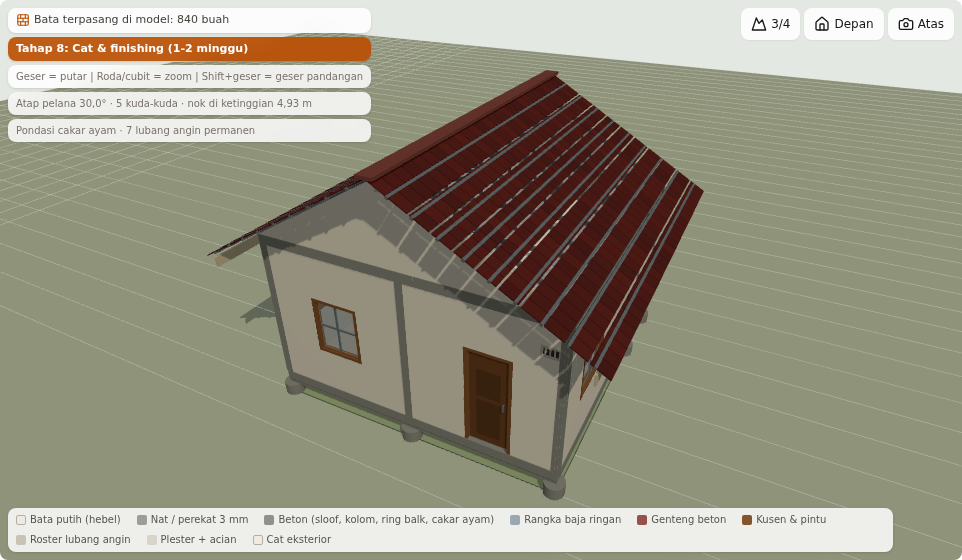 Bata terpasang di model: 840 buah
3/4
Depan
Atas
Tahap 8: Cat & finishing (1-2 minggu)
Geser = putar | Roda/cubit = zoom | Shift+geser = geser pandangan
Atap pelana 30,0° · 5 kuda-kuda · nok di ketinggian 4,93 m
Pondasi cakar ayam · 7 lubang angin permanen
Bata putih (hebel) Nat / perekat 3 mm Beton (sloof, kolom, ring balk, cakar ayam) Rangka baja ringan Genteng beton Kusen & pintu
Roster lubang angin Plester + acian Cat eksterior